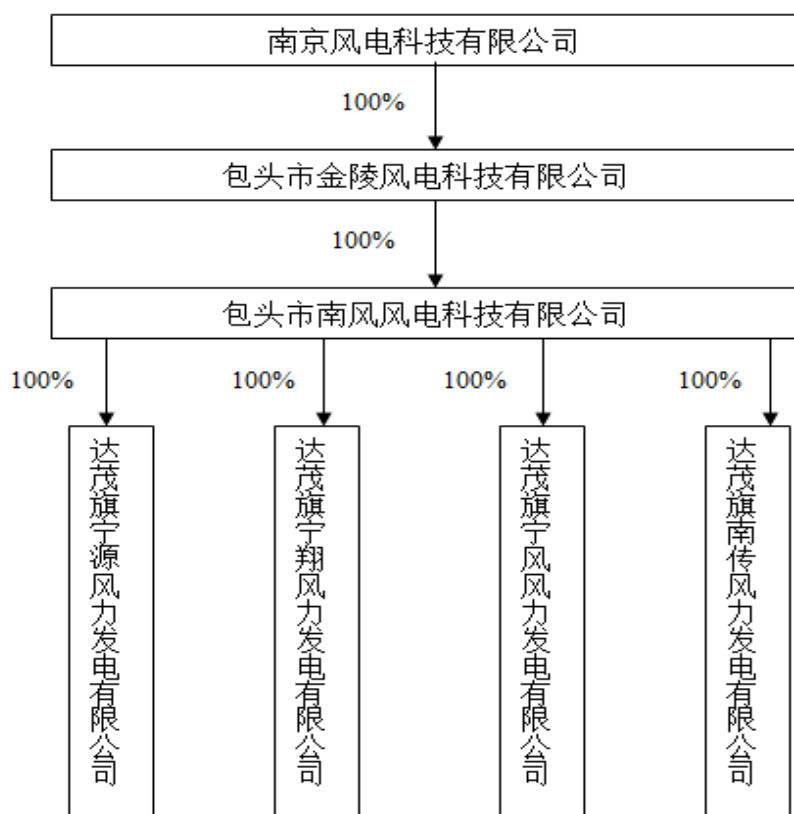 南京风电科技有限公司
100%
包头市金陵风电科技有限公司
100%
包头市南风风电科技有限公司
100%
100%
100%
100%
达茂旗宁源风力发电有限公司
达茂旗宁翔风力发电有限公司
达茂旗宁风风力发电有限公司
达茂旗南传风力发电有限公司